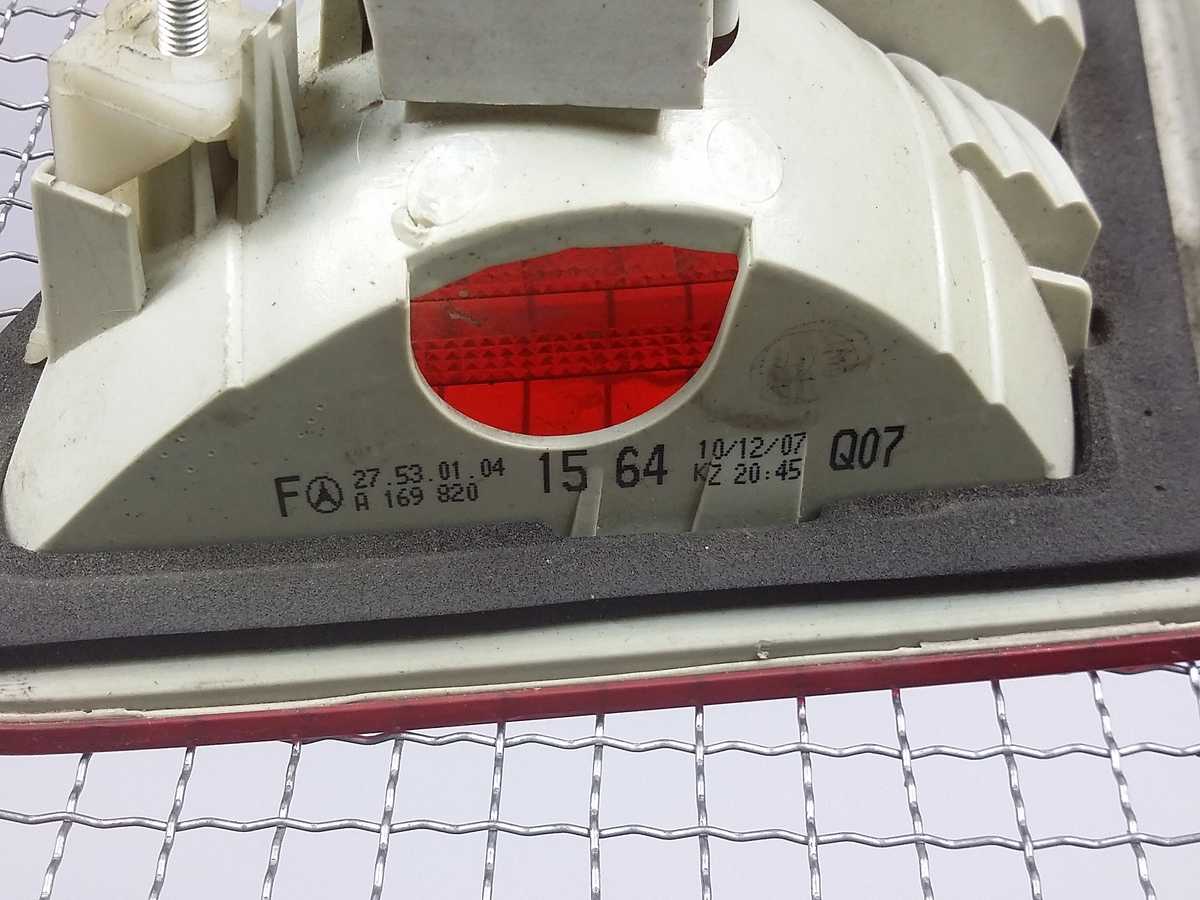 F 27.53.01.04 15 64 10/12/07 Q07
A 169 820 KZ 20:45